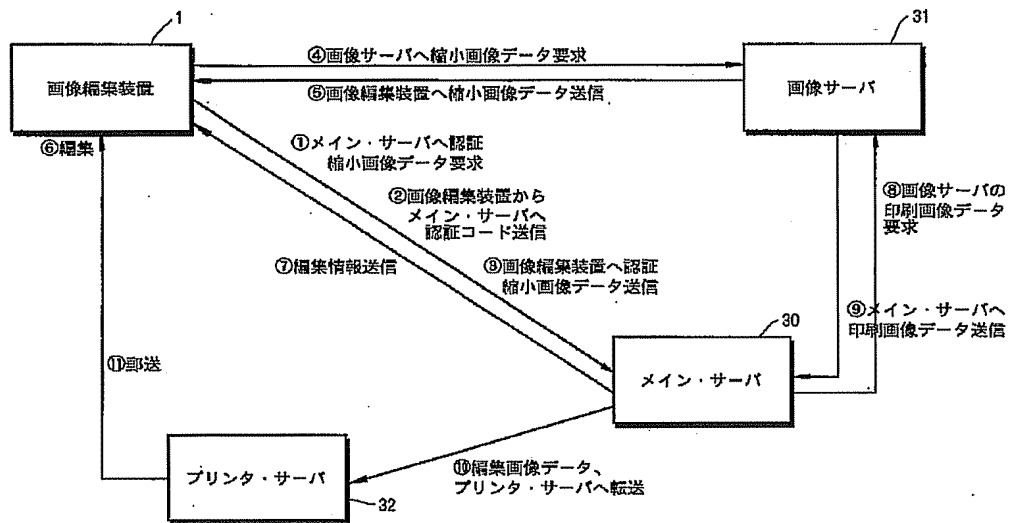 1
31
④画像サーバへ縮小画像データ要求
画像編集装置
画像サーバ
⑤画像編集装置へ縮小画像データ送信
⑥編集
①メイン・サーバへ認証
縮小画像データ要求
②画像編集装置から
メイン・サーバへ
認証コード送信
⑧画像サーバの
印刷画像データ
要求
⑦編集情報送信
③画像編集装置へ認証
縮小画像データ送信
30
⑨メイン・サーバへ
印刷画像データ送信
メイン・サーバ
⑪郵送
プリンタ・サーバ
32
⑩編集画像データ、
プリンタ・サーバへ転送